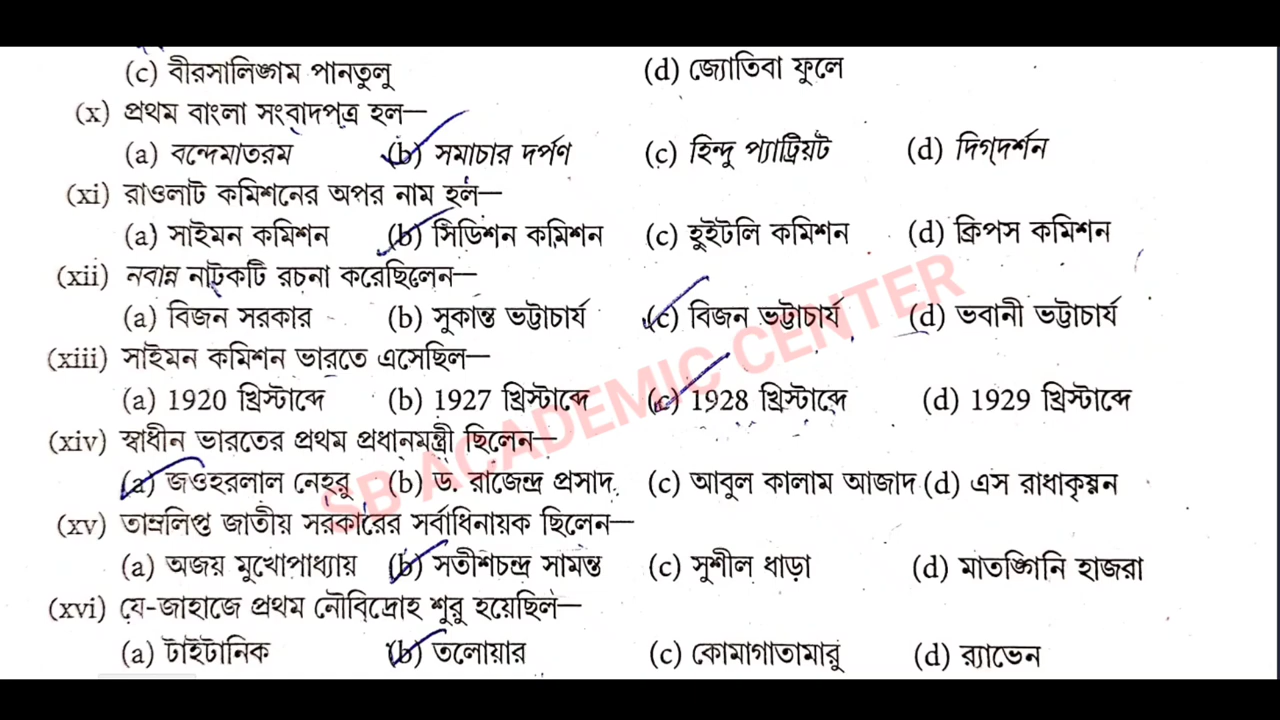 (c) বীরসালিঙ্গাম পানতুলু (d) জ্যোতিবা ফুলে
(x) প্রথম বাংলা সংবাদপত্র হল—
(a) বন্দেমাতরম (b) সমাচার দর্পণ (c) হিন্দু প্যাট্রিয়ট (d) দিগ্‌দর্শন
(xi) রাওলাট কমিশনের অপর নাম হল—
(a) সাইমন কমিশন (b) সিডিশন কমিশন (c) হুইটলি কমিশন (d) ক্রিপস কমিশন
(xii) নবান্ন নাটকটি রচনা করেছিলেন—
(a) বিজন সরকার (b) সুকান্ত ভট্টাচার্য (c) বিজন ভট্টাচার্য (d) ভবানী ভট্টাচার্য
(xiii) সাইমন কমিশন ভারতে এসেছিল—
(a) 1920 খ্রিস্টাব্দে (b) 1927 খ্রিস্টাব্দে (c) 1928 খ্রিস্টাব্দে (d) 1929 খ্রিস্টাব্দে
(xiv) স্বাধীন ভারতের প্রথম প্রধানমন্ত্রী ছিলেন—
(a) জওহরলাল নেহরু (b) ড. রাজেন্দ্র প্রসাদ (c) আবুল কালাম আজাদ (d) এস রাধাকৃষ্ণন
(xv) তাম্রলিপ্ত জাতীয় সরকারের সর্বাধিনায়ক ছিলেন—
(a) অজয় মুখোপাধ্যায় (b) সতীশচন্দ্র সামন্ত (c) সুশীল ধাড়া (d) মাতঙ্গিনি হাজরা
(xvi) যে-জাহাজে প্রথম নৌবিদ্রোহ শুরু হয়েছিল—
(a) টাইটানিক (b) তলোয়ার (c) কোমাগাতামারু (d) র‍্যাভেন
SB ACADEMIC CENTER